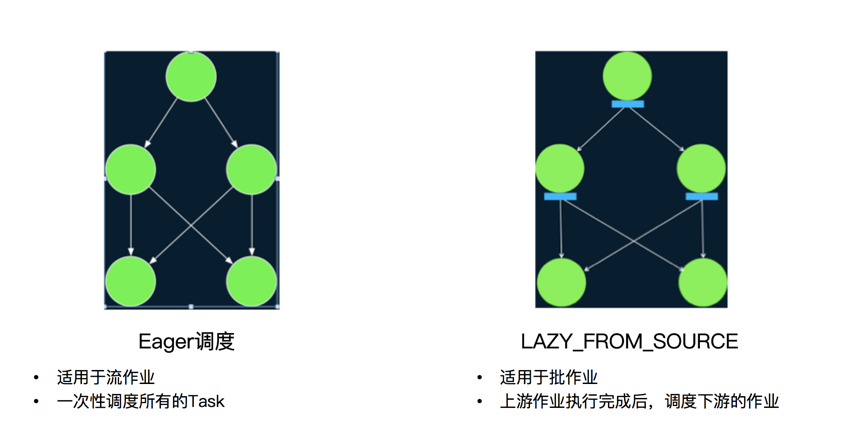 Eager调度
• 适用于流作业
• 一次性调度所有的Task
LAZY_FROM_SOURCE
• 适用于批作业
• 上游作业执行完成后，调度下游的作业